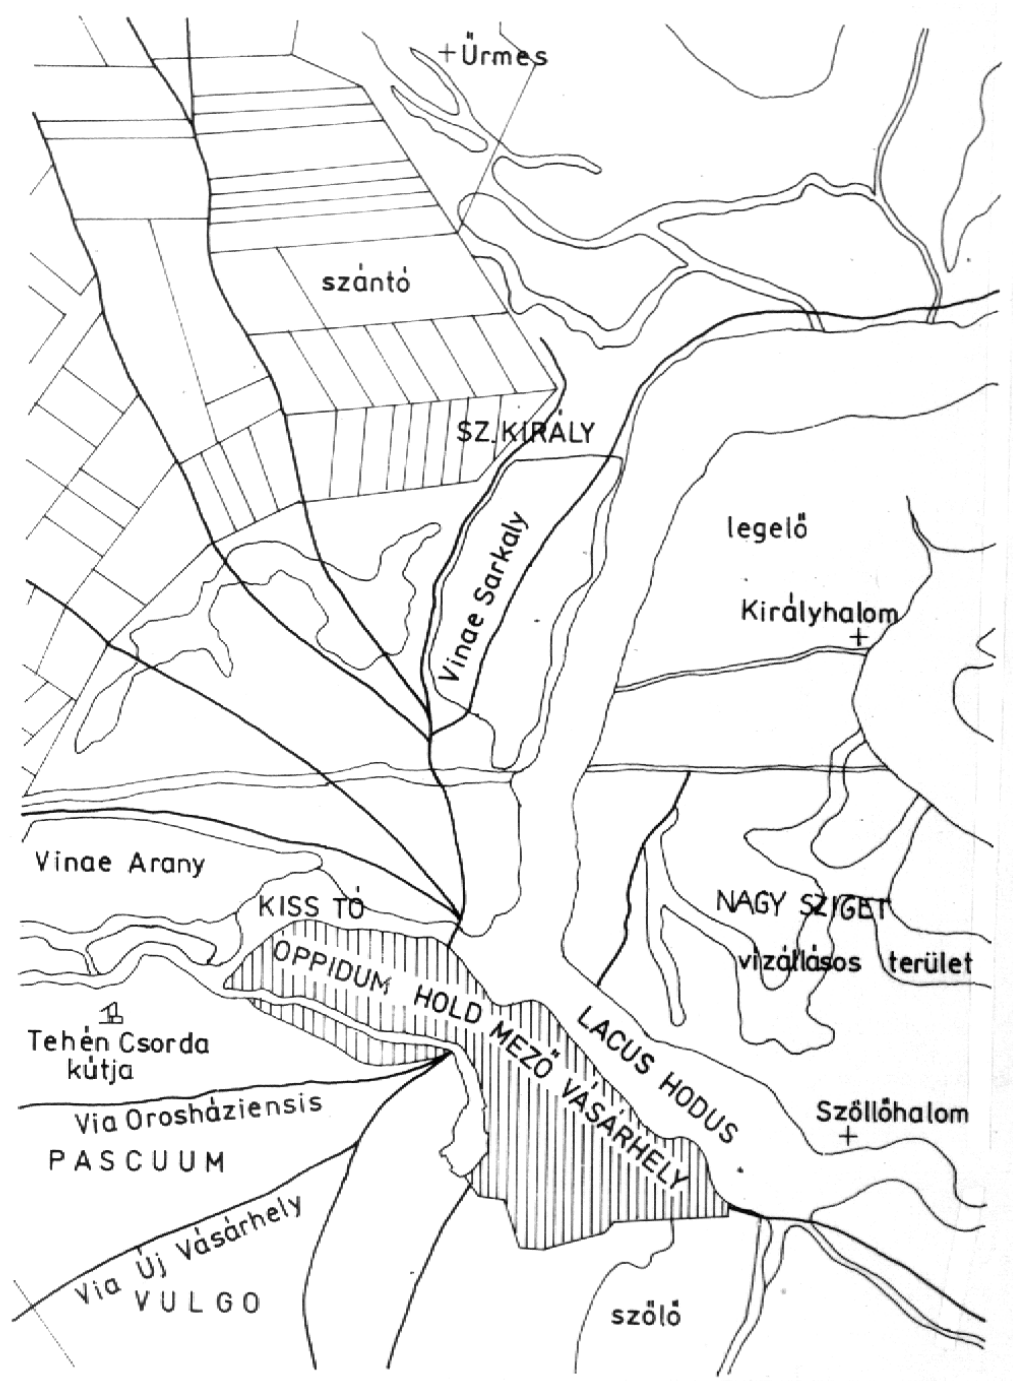 Űrmes
szántó
SZ. KIRÁLY
Vinae Sarkaly
legelő
Királyhalom
Vinae Arany
KISS TÓ
NAGY SZIGET
vízállásos terület
OPPIDUM HOLD MEZŐ VÁSÁRHELY
LACUS HODUS
Tehén Csorda
kútja
Via Orosháziensis
Szőllőhalom
PASCUUM
Via Új Vásárhely
VULGO
szőlő